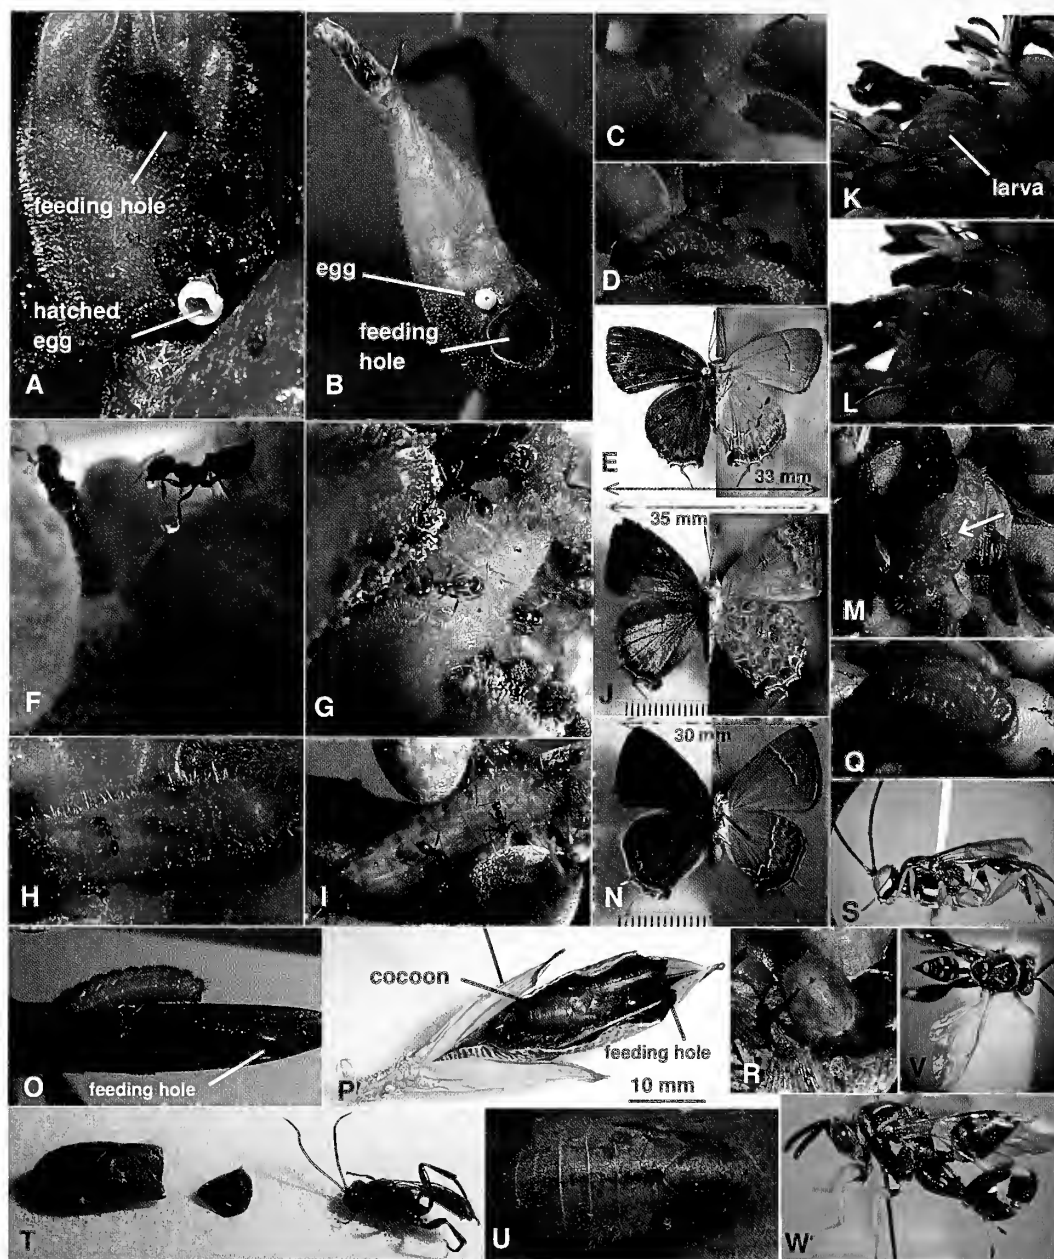 feeding hole
hatched
egg
A
egg
feeding
hole
B
C
D
E
33 mm
larva
K
L
F
G
35 mm
J
M
H
I
30 mm
N
Q
S
O
feeding hole
cocoon
feeding hole
10 mm
P
R
V
T
U
W